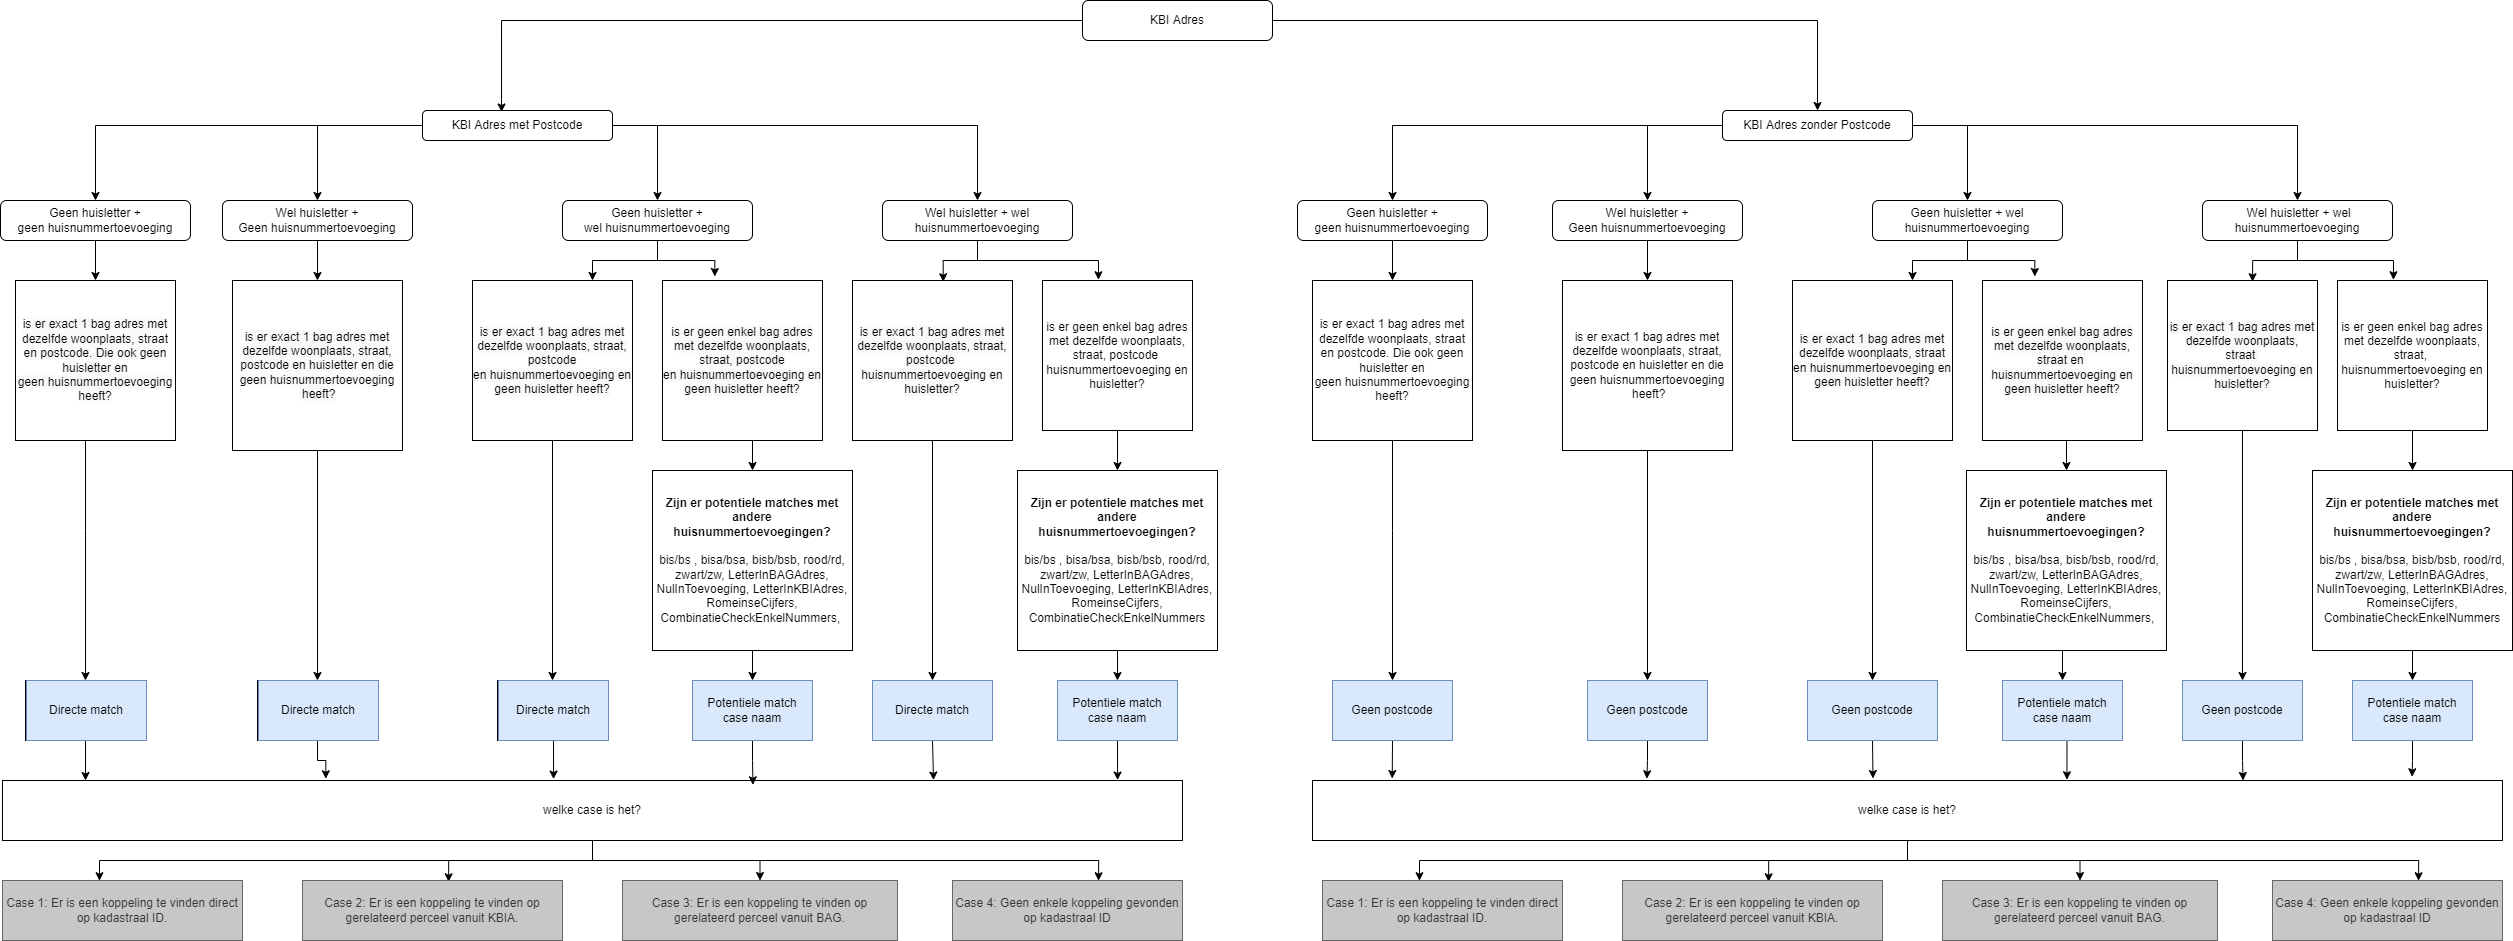 KBI Adres
KBI Adres met Postcode
KBI Adres zonder Postcode
Geen huisletter +
geen huisnummertoevoeging
Wel huisletter +
Geen huisnummertoevoeging
Geen huisletter +
wel huisnummertoevoeging
Wel huisletter + wel
huisnummertoevoeging
Geen huisletter +
geen huisnummertoevoeging
Wel huisletter +
Geen huisnummertoevoeging
Geen huisletter + wel
huisnummertoevoeging
Wel huisletter + wel
huisnummertoevoeging
is er exact 1 bag adres met
dezelfde woonplaats, straat
en postcode. Die ook geen
huisletter en
geen huisnummertoevoeging
heeft?
is er exact 1 bag adres met
dezelfde woonplaats, straat,
postcode en huisletter en die
geen huisnummertoevoeging
heeft?
is er exact 1 bag adres met
dezelfde woonplaats, straat,
postcode
en huisnummertoevoeging en
geen huisletter heeft?
is er geen enkel bag adres
met dezelfde woonplaats,
straat, postcode
en huisnummertoevoeging en
geen huisletter heeft?
is er exact 1 bag adres met
dezelfde woonplaats, straat,
postcode
huisnummertoevoeging en
huisletter?
is er geen enkel bag adres
met dezelfde woonplaats,
straat, postcode
huisnummertoevoeging en
huisletter?
is er exact 1 bag adres met
dezelfde woonplaats, straat
en postcode. Die ook geen
huisletter en
geen huisnummertoevoeging
heeft?
is er exact 1 bag adres met
dezelfde woonplaats, straat,
postcode en huisletter en die
geen huisnummertoevoeging
heeft?
is er exact 1 bag adres met
dezelfde woonplaats, straat
en huisnummertoevoeging en
geen huisletter heeft?
is er geen enkel bag adres
met dezelfde woonplaats,
straat en
huisnummertoevoeging en
geen huisletter heeft?
is er exact 1 bag adres met
dezelfde woonplaats,
straat
huisnummertoevoeging en
huisletter?
is er geen enkel bag adres
met dezelfde woonplaats,
straat,
huisnummertoevoeging en
huisletter?
Zijn er potentiele matches met
andere
huisnummertoevoegingen?
bis/bs , bisa/bsa, bisb/bsb, rood/rd,
zwart/zw, LetterInBAGAdres,
NulInToevoeging, LetterInKBIAdres,
RomeinseCijfers,
CombinatieCheckEnkelNummers,
Zijn er potentiele matches met
andere
huisnummertoevoegingen?
bis/bs , bisa/bsa, bisb/bsb, rood/rd,
zwart/zw, LetterInBAGAdres,
NulInToevoeging, LetterInKBIAdres,
RomeinseCijfers,
CombinatieCheckEnkelNummers
Zijn er potentiele matches met
andere
huisnummertoevoegingen?
bis/bs , bisa/bsa, bisb/bsb, rood/rd,
zwart/zw, LetterInBAGAdres,
NulInToevoeging, LetterInKBIAdres,
RomeinseCijfers,
CombinatieCheckEnkelNummers,
Zijn er potentiele matches met
andere
huisnummertoevoegingen?
bis/bs , bisa/bsa, bisb/bsb, rood/rd,
zwart/zw, LetterInBAGAdres,
NulInToevoeging, LetterInKBIAdres,
RomeinseCijfers,
CombinatieCheckEnkelNummers
Directe match
Directe match
Directe match
Potentiele match
case naam
Directe match
Potentiele match
case naam
Geen postcode
Geen postcode
Geen postcode
Potentiele match
case naam
Geen postcode
Potentiele match
case naam
welke case is het?
welke case is het?
Case 1: Er is een koppeling te vinden direct
op kadastraal ID.
Case 2: Er is een koppeling te vinden op
gerelateerd perceel vanuit KBIA.
Case 3: Er is een koppeling te vinden op
gerelateerd perceel vanuit BAG.
Case 4: Geen enkele koppeling gevonden
op kadastraal ID
Case 1: Er is een koppeling te vinden direct
op kadastraal ID.
Case 2: Er is een koppeling te vinden op
gerelateerd perceel vanuit KBIA.
Case 3: Er is een koppeling te vinden op
gerelateerd perceel vanuit BAG.
Case 4: Geen enkele koppeling gevonden
op kadastraal ID